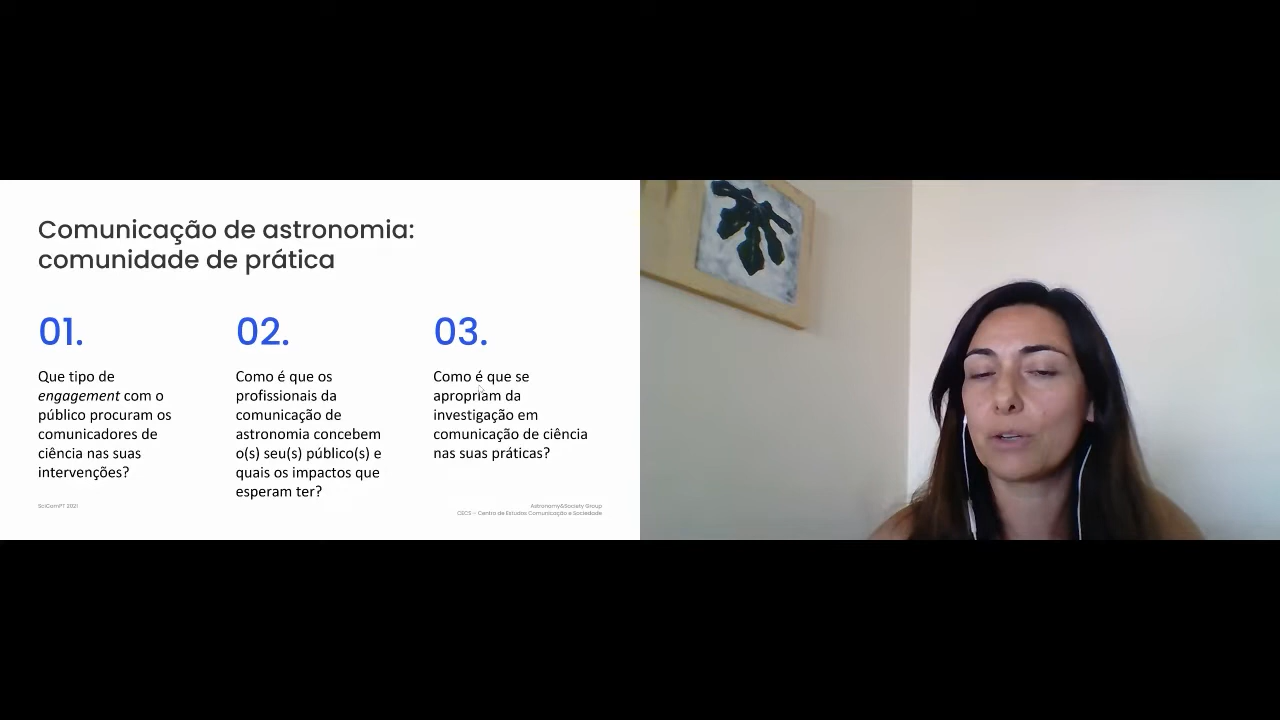 Comunicação de astronomia:
comunidade de prática
01.
Que tipo de
engagement com o
público procuram os
comunicadores de
ciência nas suas
intervenções?
02.
Como é que os
profissionais da
comunicação de
astronomia concebem
o(s) seu(s) público(s) e
quais os impactos que
esperam ter?
03.
Como é que se
apropriam da
investigação em
comunicação de ciência
nas suas práticas?
SciComPT 2021
Astronomy&Society Group
CECS – Centro de Estudos Comunicação e Sociedade